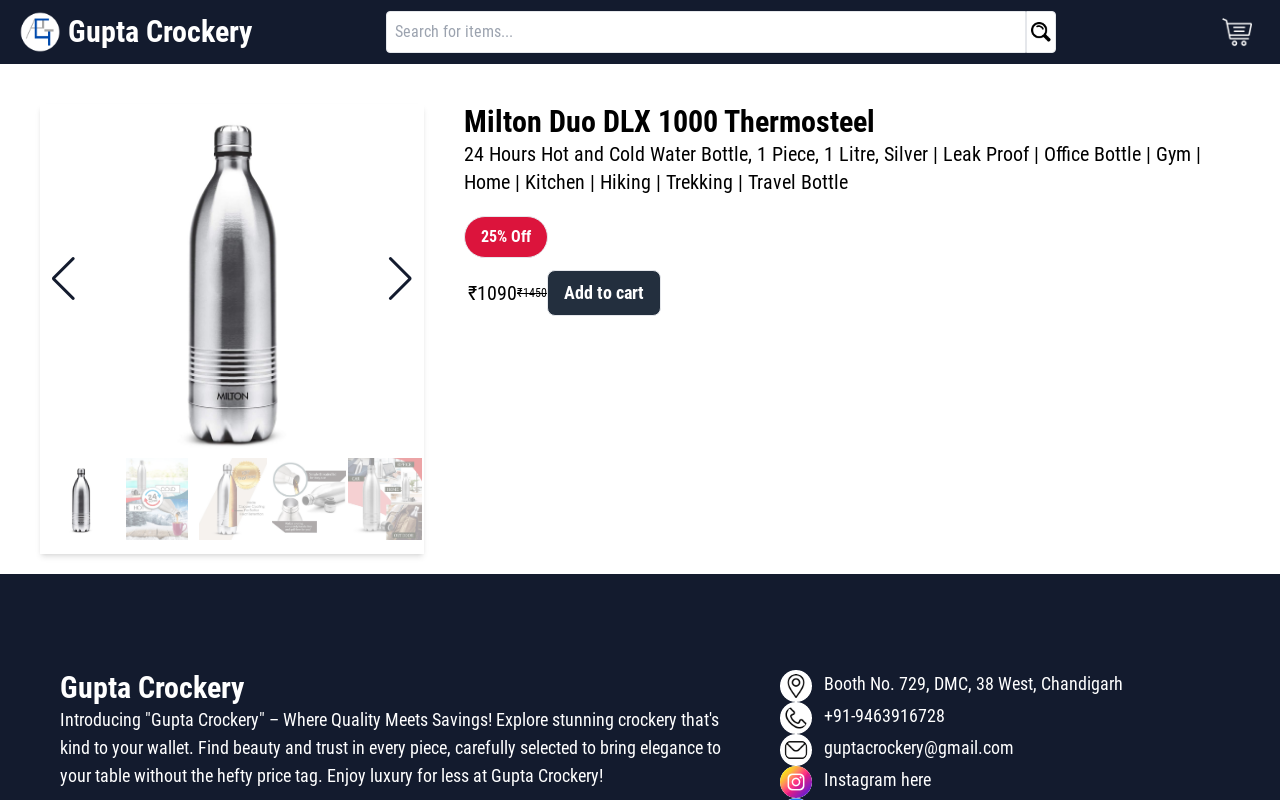 Gupta Crockery
Search for items...
Milton Duo DLX 1000 Thermosteel
24 Hours Hot and Cold Water Bottle, 1 Piece, 1 Litre, Silver | Leak Proof | Office Bottle | Gym |
Home | Kitchen | Hiking | Trekking | Travel Bottle
25% Off
₹1090₹1450 Add to cart
MILTON
Gupta Crockery
Introducing "Gupta Crockery" – Where Quality Meets Savings! Explore stunning crockery that's
kind to your wallet. Find beauty and trust in every piece, carefully selected to bring elegance to
your table without the hefty price tag. Enjoy luxury for less at Gupta Crockery!
Booth No. 729, DMC, 38 West, Chandigarh
+91-9463916728
guptacrockery@gmail.com
Instagram here